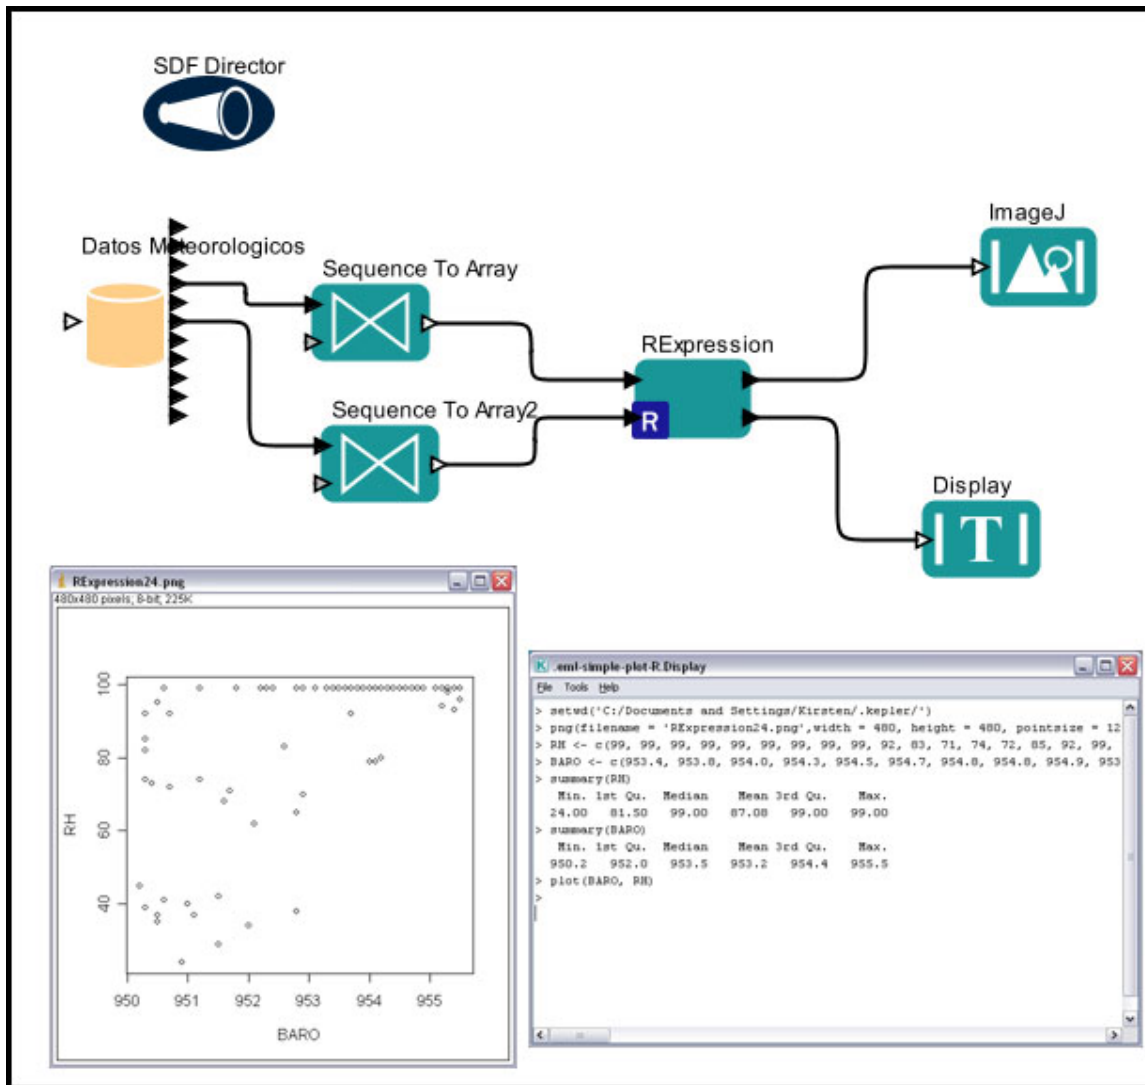 SDF Director
ImageJ
Datos Meteorologicos
Sequence To Array
RExpression
R
Sequence To Array2
Display
T
RExpression24.png
480x480 pixels; 8-bit; 225K
100
80
60
40
RH
950 951 952 953 954 955
BARO
.eml-simple-plot-R.Display
File Tools Help
> setwd('C:/Documents and Settings/Kirsten/.kepler/')
> png(filename = 'RExpression24.png',width = 480, height = 480, pointsize = 12
> RH <- c(99, 99, 99, 99, 99, 99, 99, 99, 99, 92, 83, 71, 74, 72, 85, 92, 99,
> BARO <- c(953.4, 953.8, 954.0, 954.3, 954.5, 954.7, 954.8, 954.8, 954.9, 953
> summary(RH)
Min. 1st Qu. Median Mean 3rd Qu. Max.
24.00 81.50 99.00 87.08 99.00 99.00
> summary(BARO)
Min. 1st Qu. Median Mean 3rd Qu. Max.
950.2 952.0 953.5 953.2 954.4 955.5
> plot(BARO, RH)
>